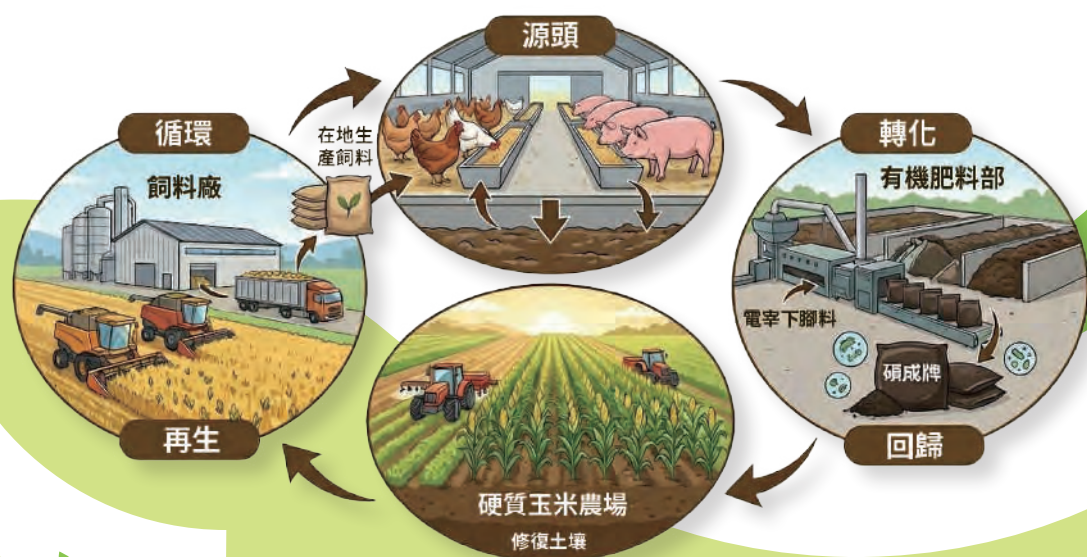 源頭
循環
飼料廠
在地生
產飼料
轉化
有機肥料部
電宰下腳料
碩成牌
回歸
硬質玉米農場
修復土壤
再生